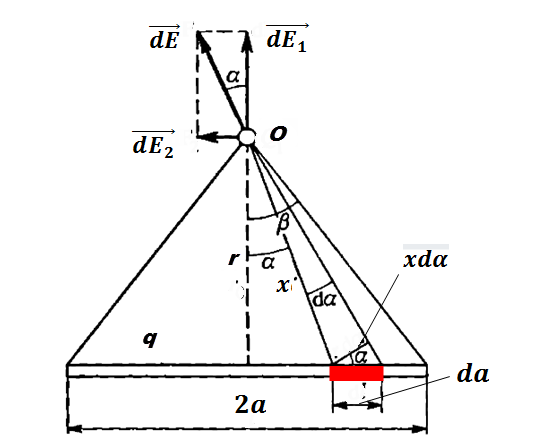 dE⃗ dE₁⃗
α
dE₂⃗ O
β
r α xdα
x dα
q α
da
2a